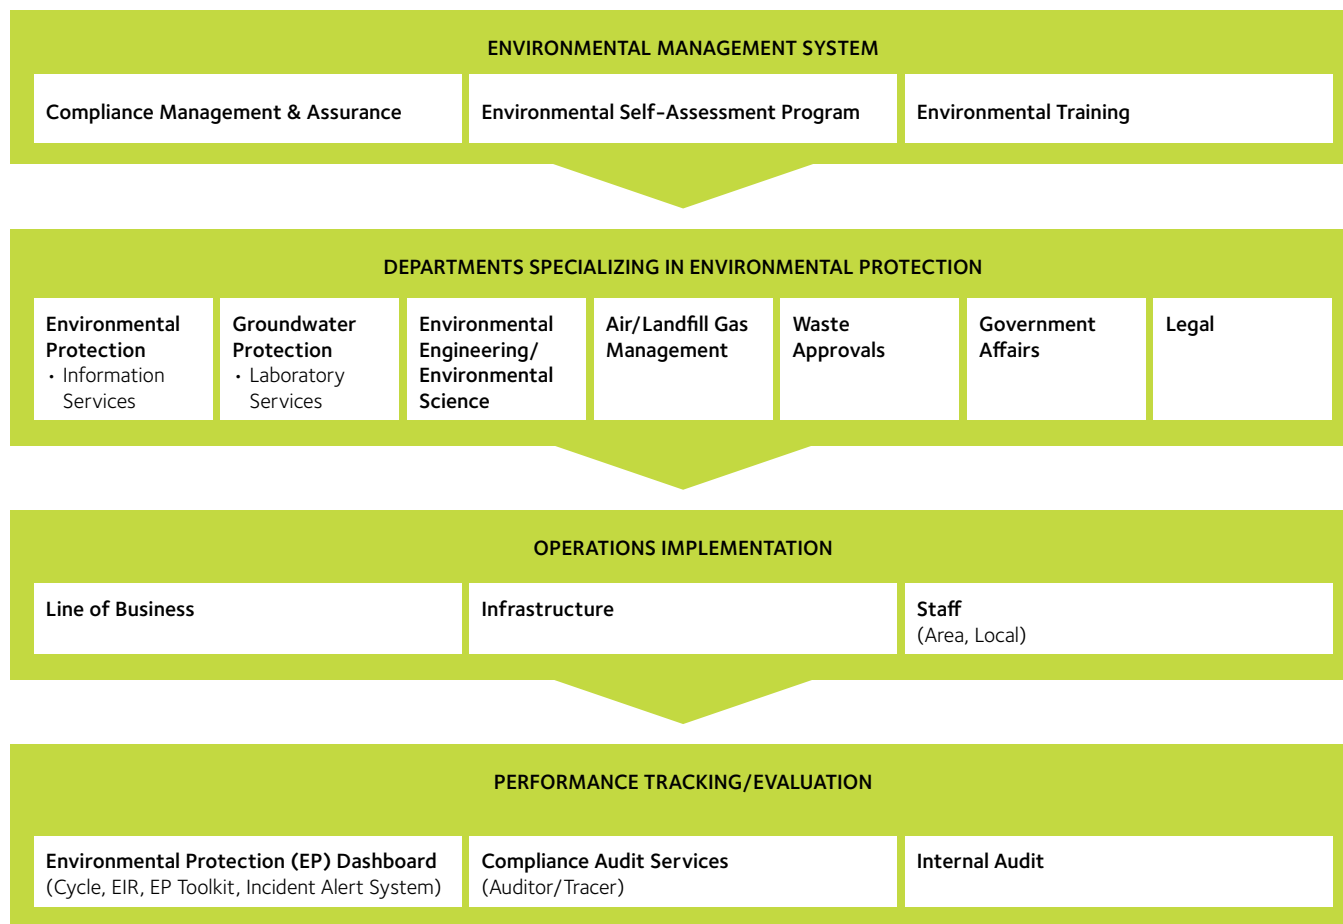 ENVIRONMENTAL MANAGEMENT SYSTEM
Compliance Management & Assurance
Environmental Self-Assessment Program
Environmental Training
DEPARTMENTS SPECIALIZING IN ENVIRONMENTAL PROTECTION
Environmental
Protection
• Information
Services
Groundwater
Protection
• Laboratory
Services
Environmental
Engineering/
Environmental
Science
Air/Landfill Gas
Management
Waste
Approvals
Government
Affairs
Legal
OPERATIONS IMPLEMENTATION
Line of Business
Infrastructure
Staff
(Area, Local)
PERFORMANCE TRACKING/EVALUATION
Environmental Protection (EP) Dashboard
(Cycle, EIR, EP Toolkit, Incident Alert System)
Compliance Audit Services
(Auditor/Tracer)
Internal Audit